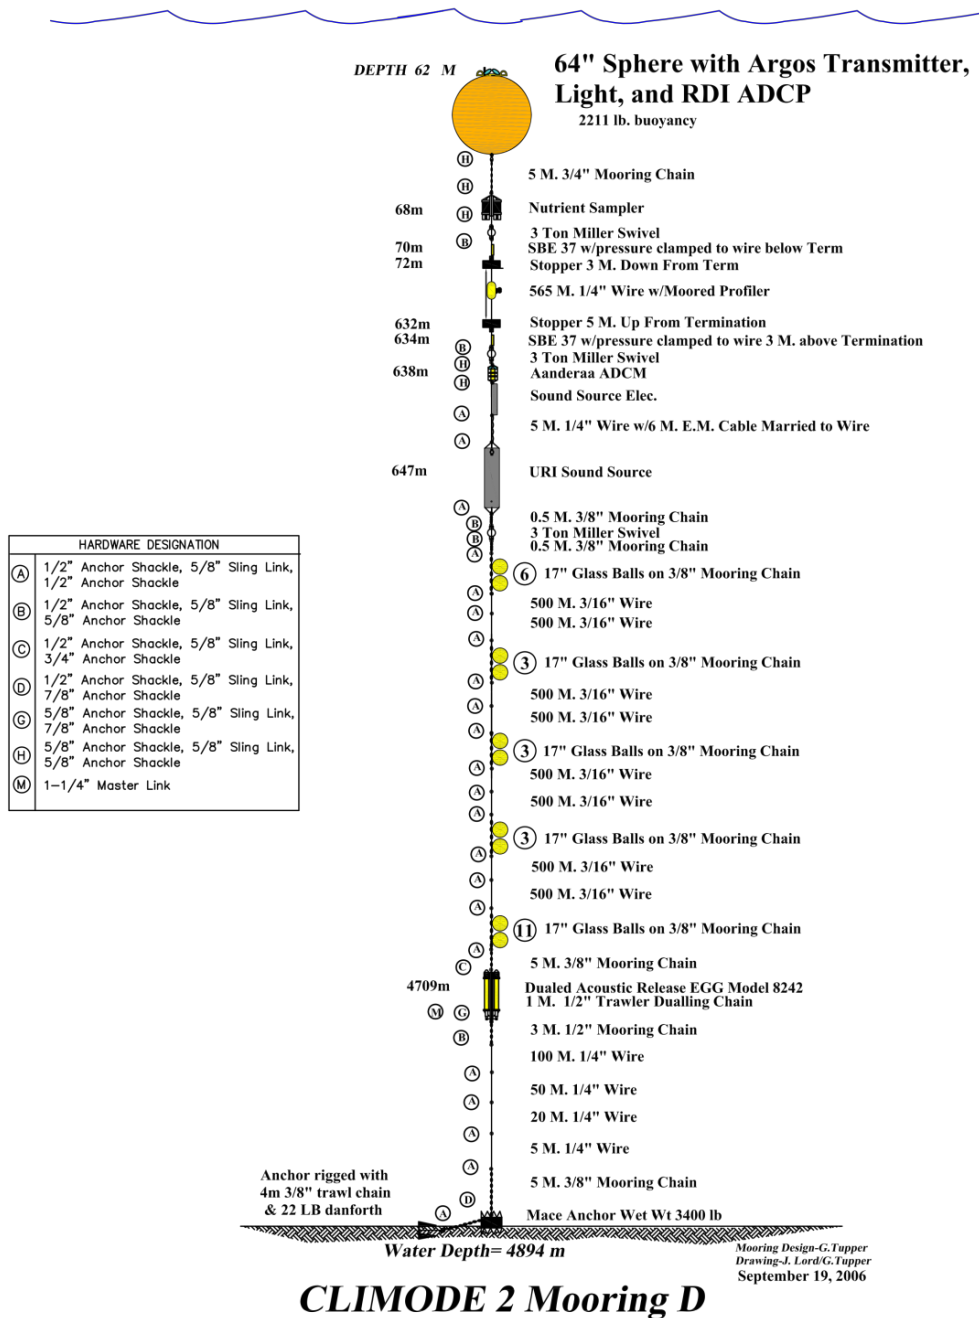 DEPTH 62 M
64" Sphere with Argos Transmitter,
Light, and RDI ADCP
2211 lb. buoyancy
H
5 M. 3/4" Mooring Chain
H
68m
H
Nutrient Sampler
3 Ton Miller Swivel
B
70m
SBE 37 w/pressure clamped to wire below Term
72m
Stopper 3 M. Down From Term
565 M. 1/4" Wire w/Moored Profiler
632m
Stopper 5 M. Up From Termination
634m
SBE 37 w/pressure clamped to wire 3 M. above Termination
B
3 Ton Miller Swivel
H
638m
Aanderaa ADCM
H
Sound Source Elec.
A
5 M. 1/4" Wire w/6 M. E.M. Cable Married to Wire
A
647m
URI Sound Source
A
0.5 M. 3/8" Mooring Chain
B
3 Ton Miller Swivel
B
0.5 M. 3/8" Mooring Chain
A
6 17" Glass Balls on 3/8" Mooring Chain
A
500 M. 3/16" Wire
A
500 M. 3/16" Wire
A
3 17" Glass Balls on 3/8" Mooring Chain
A
500 M. 3/16" Wire
A
500 M. 3/16" Wire
A
3 17" Glass Balls on 3/8" Mooring Chain
A
500 M. 3/16" Wire
A
500 M. 3/16" Wire
A
3 17" Glass Balls on 3/8" Mooring Chain
A
500 M. 3/16" Wire
A
500 M. 3/16" Wire
A
11 17" Glass Balls on 3/8" Mooring Chain
A
5 M. 3/8" Mooring Chain
C
4709m
Dualed Acoustic Release EGG Model 8242
1 M. 1/2" Trawler Dualling Chain
M G
3 M. 1/2" Mooring Chain
B
100 M. 1/4" Wire
A
50 M. 1/4" Wire
A
20 M. 1/4" Wire
A
5 M. 1/4" Wire
A
5 M. 3/8" Mooring Chain
D
A
Mace Anchor Wet Wt 3400 lb
Anchor rigged with
4m 3/8" trawl chain
& 22 LB danforth
Water Depth= 4894 m
HARDWARE DESIGNATION
A 1/2" Anchor Shackle, 5/8" Sling Link,
1/2" Anchor Shackle
B 1/2" Anchor Shackle, 5/8" Sling Link,
5/8" Anchor Shackle
C 1/2" Anchor Shackle, 5/8" Sling Link,
3/4" Anchor Shackle
D 1/2" Anchor Shackle, 5/8" Sling Link,
7/8" Anchor Shackle
G 5/8" Anchor Shackle, 5/8" Sling Link,
7/8" Anchor Shackle
H 5/8" Anchor Shackle, 5/8" Sling Link,
5/8" Anchor Shackle
M 1-1/4" Master Link
Mooring Design-G.Tupper
Drawing-J. Lord/G.Tupper
September 19, 2006
CLIMODE 2 Mooring D